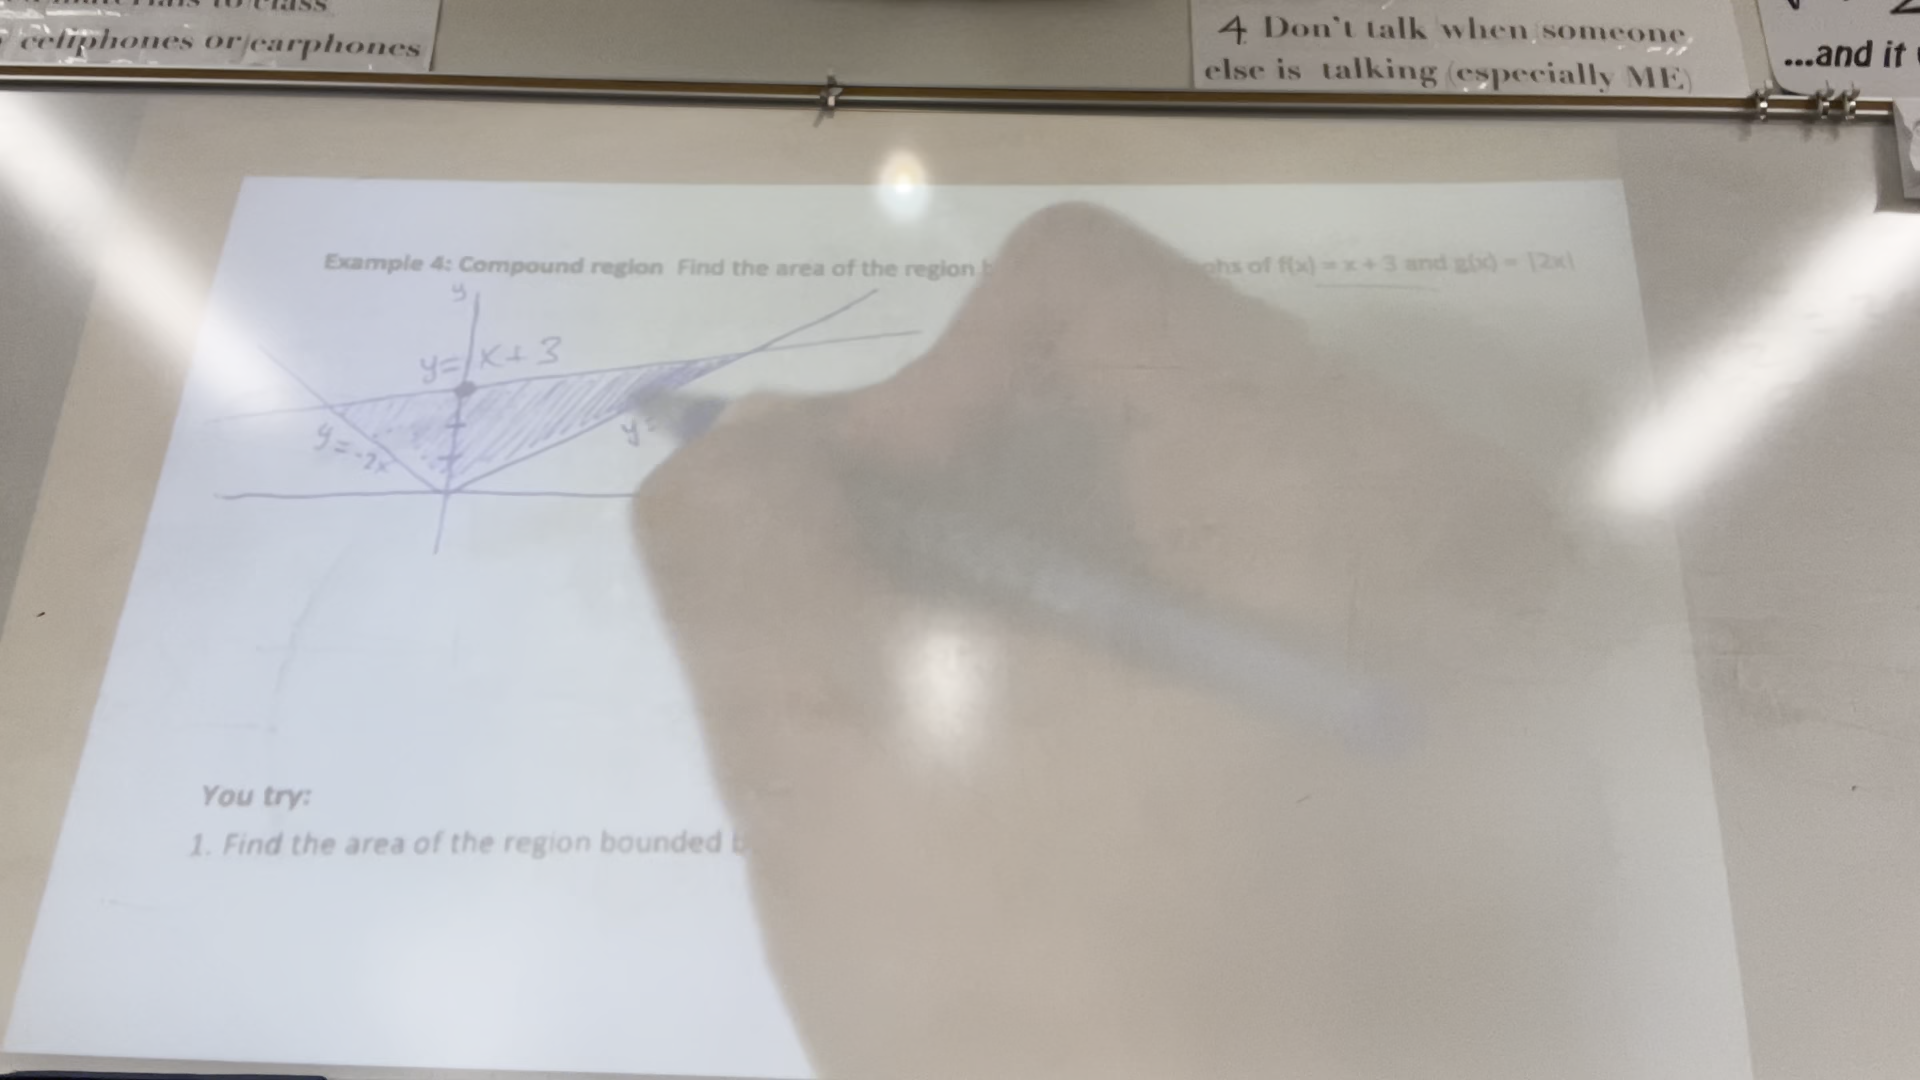 to class
cellphones or earphones
4 Don't talk when someone
else is talking (especially ME)
...and it
Example 4: Compound region Find the area of the region
of f(x) = x + 3 and g(x) = |2x|
y
y = x + 3
y = -2x
y =
You try:
1. Find the area of the region bounded